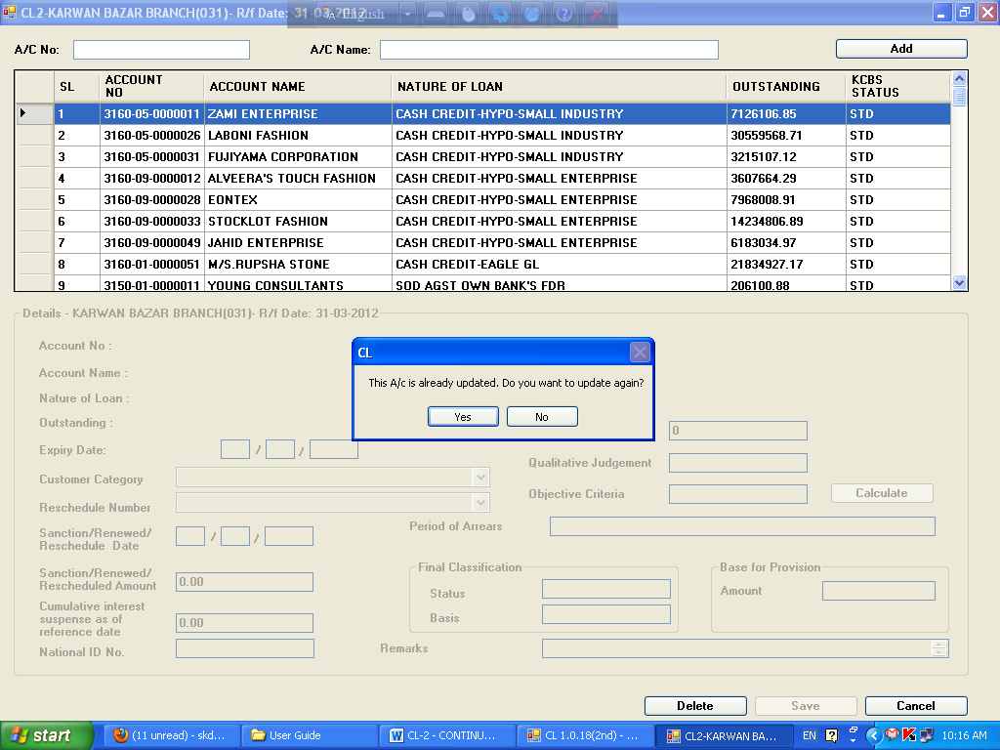 CL2-KARWAN BAZAR BRANCH(031)- R/f Date: 31-03-2012
English
A/C No: A/C Name: Add
SL ACCOUNT NO ACCOUNT NAME NATURE OF LOAN OUTSTANDING KCBS STATUS
1 3160-05-0000011 ZAMI ENTERPRISE CASH CREDIT-HYPO-SMALL INDUSTRY 7126106.85 STD
2 3160-05-0000026 LABONI FASHION CASH CREDIT-HYPO-SMALL INDUSTRY 30559568.71 STD
3 3160-05-0000031 FUJIYAMA CORPORATION CASH CREDIT-HYPO-SMALL INDUSTRY 3215107.12 STD
4 3160-09-0000012 ALVEERA'S TOUCH FASHION CASH CREDIT-HYPO-SMALL ENTERPRISE 3607664.29 STD
5 3160-09-0000028 EONTEX CASH CREDIT-HYPO-SMALL ENTERPRISE 7968008.91 STD
6 3160-09-0000033 STOCKLOT FASHION CASH CREDIT-HYPO-SMALL ENTERPRISE 14234806.89 STD
7 3160-09-0000049 JAHID ENTERPRISE CASH CREDIT-HYPO-SMALL ENTERPRISE 6183034.97 STD
8 3160-01-0000051 M/S.RUPSHA STONE CASH CREDIT-EAGLE GL 21834927.17 STD
9 3150-01-0000011 YOUNG CONSULTANTS SOD AGST OWN BANK'S FDR 206100.88 STD
Details - KARWAN BAZAR BRANCH(031)- R/f Date: 31-03-2012
Account No :
Account Name :
Nature of Loan :
Outstanding :
CL
This A/c is already updated. Do you want to update again?
Yes No
0
Expiry Date: / /
Qualitative Judgement
Customer Category
Objective Criteria Calculate
Reschedule Number
Period of Arrears
Sanction/Renewed/
Reschedule Date / /
Sanction/Renewed/
Rescheduled Amount 0.00
Final Classification
Status
Basis
Base for Provision
Amount
Cumulative interest
suspense as of
reference date 0.00
National ID No.
Remarks
Delete Save Cancel
start (11 unread) - skd... User Guide CL-2 - CONTINU... CL 1.0.18(2nd) - ... CL2-KARWAN BA... EN 10:16 AM